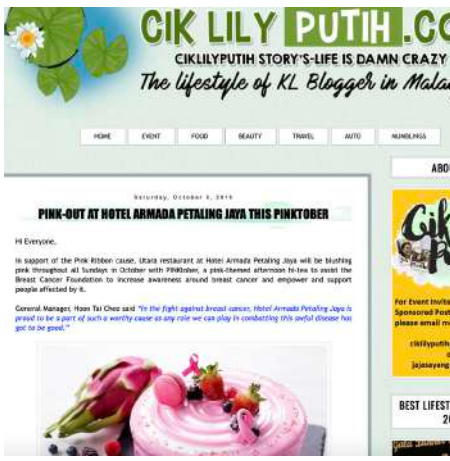 CIK LILY PUTIH .CO
CIKLILYPUTIH STORY'S-LIFE IS DAMN CRAZY
The lifestyle of KL Blogger in Mala
HOME EVENT FOOD BEAUTY TRAVEL AUTO MUMBLINGS
ABO
Saturday, October 5, 2019
PINK-OUT AT HOTEL ARMADA PETALING JAYA THIS PINKTOBER
Hi Everyone,
In support of the Pink Ribbon cause, Utara restaurant at Hotel Armada Petaling Jaya will be blushing
pink throughout all Sundays in October with PINKtober, a pink-themed afternoon hi-tea to assist the
Breast Cancer Foundation to increase awareness around breast cancer and empower and support
people affected by it.
General Manager, Hoon Tai Chee said "In the fight against breast cancer, Hotel Armada Petaling Jaya is
proud to be a part of such a worthy cause as any role we can play in combatting this awful disease has
got to be good."
Cik
For Event Invite
Sponsored Post
please email m
ciklilyputih
jajasayang
BEST LIFEST
20